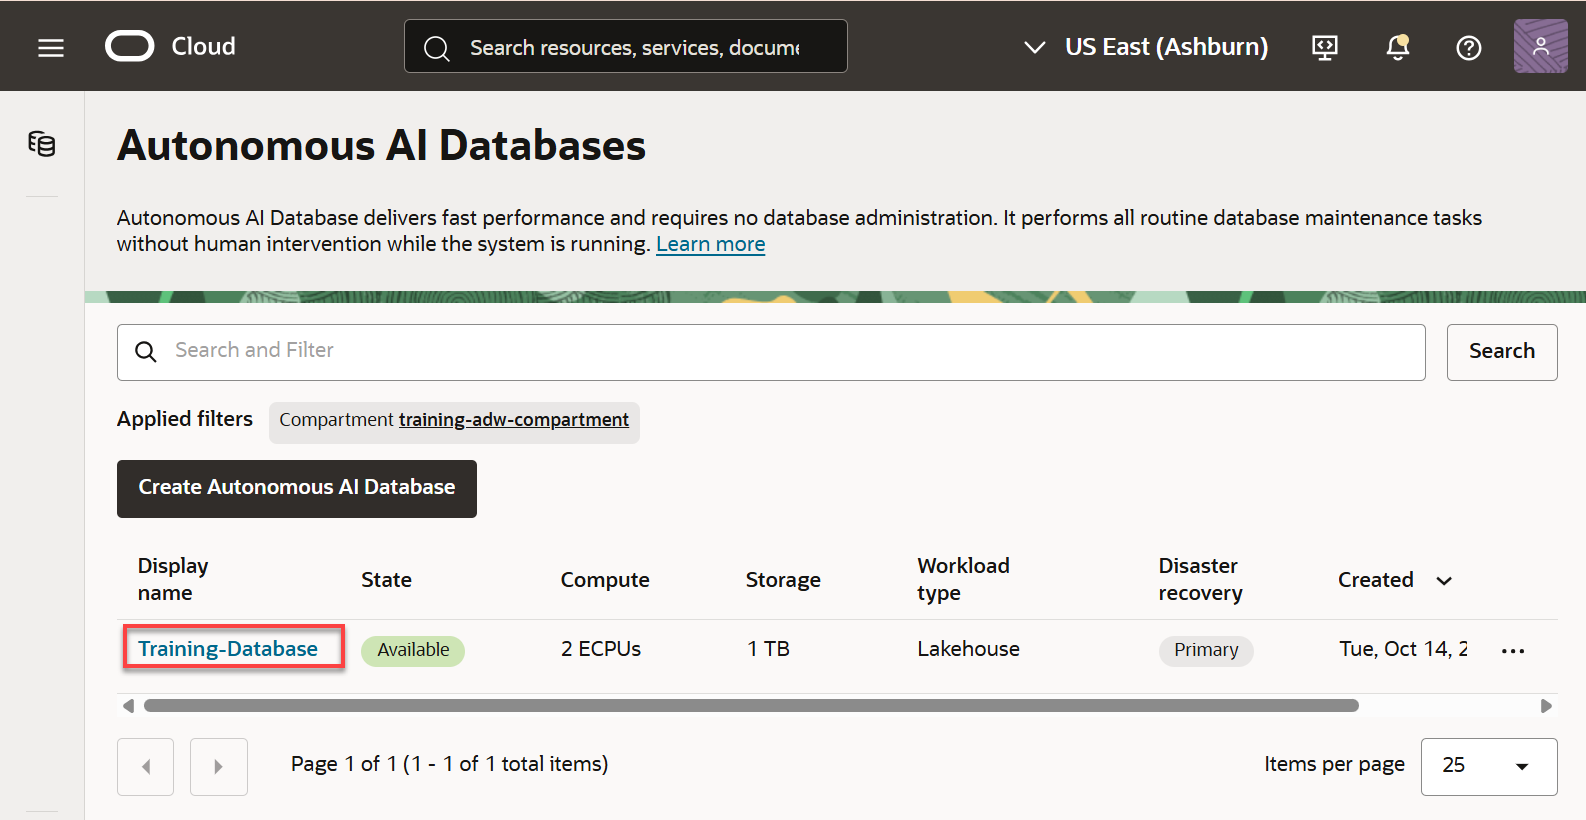 Cloud
Search resources, services, docume
US East (Ashburn)
Autonomous AI Databases
Autonomous AI Database delivers fast performance and requires no database administration. It performs all routine database maintenance tasks
without human intervention while the system is running. Learn more
Search and Filter
Search
Applied filters
Compartment training-adw-compartment
Create Autonomous AI Database
Display name
State
Compute
Storage
Workload type
Disaster recovery
Created
Training-Database
Available
2 ECPUs
1 TB
Lakehouse
Primary
Tue, Oct 14, 2
Page 1 of 1 (1 - 1 of 1 total items)
Items per page
25